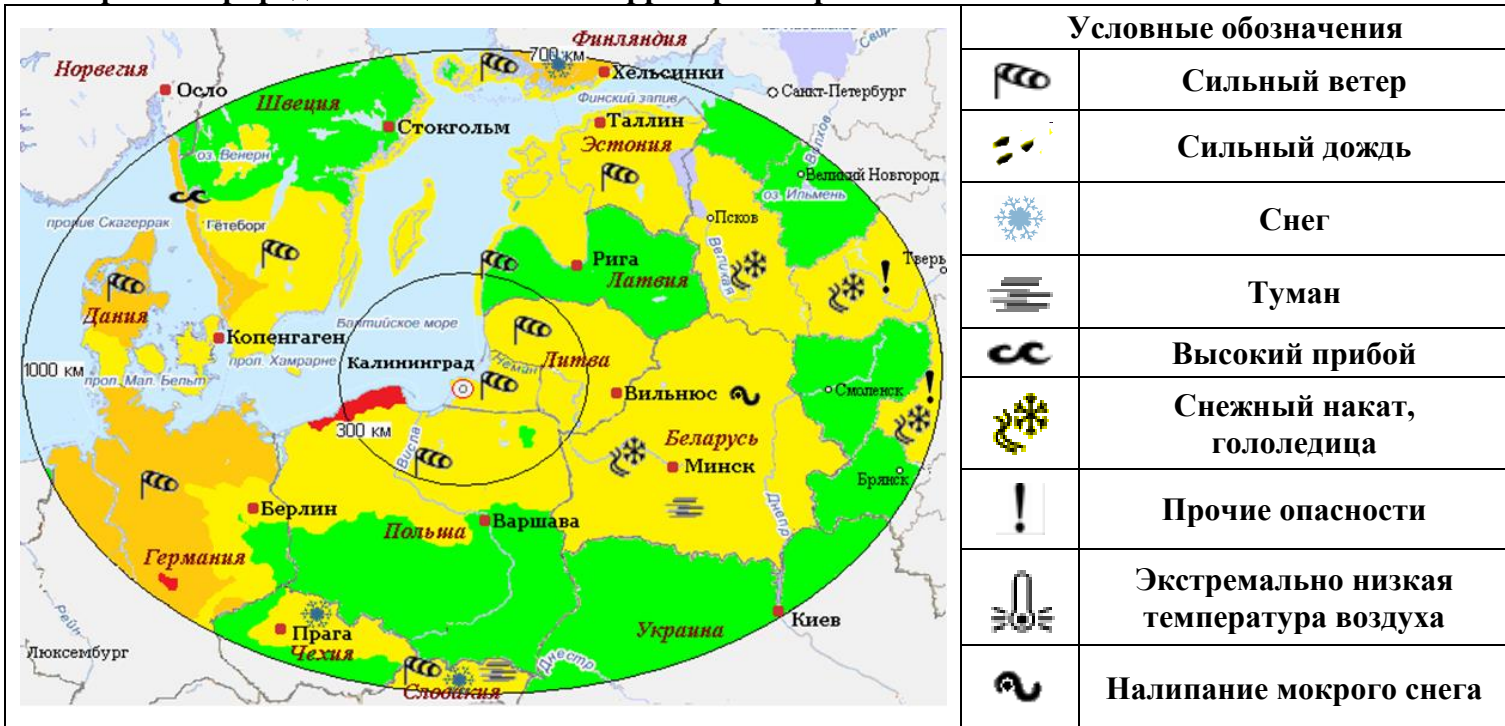 Условные обозначения
Сильный ветер
Сильный дождь
Снег
Туман
Высокий прибой
Снежный накат,
гололедица
Прочие опасности
Экстремально низкая
температура воздуха
Налипание мокрого снега
Финляндия
700 км
Хельсинки
Норвегия
Осло
Швеция
Финский залив
Санкт-Петербург
Стокгольм
Таллин
Эстония
Волхов
оз. Венерн
Великий Новгород
оз. Ильмень
Псков
пролив Скагеррак
Гётеборг
Великая
Рига
Латвия
Тверь
Дания
Балтийское море
Копенгаген
прол. Хамрарне
Калининград
Неман
Литва
1000 км
прол. Мал. Бельт
Вильнюс
Смоленск
300 км
Висла
Беларусь
Минск
Брянск
Днепр
Берлин
Польша
Варшава
Германия
Рейн
Прага
Чехия
Украина
Киев
Люксембург
Днестр
Словакия